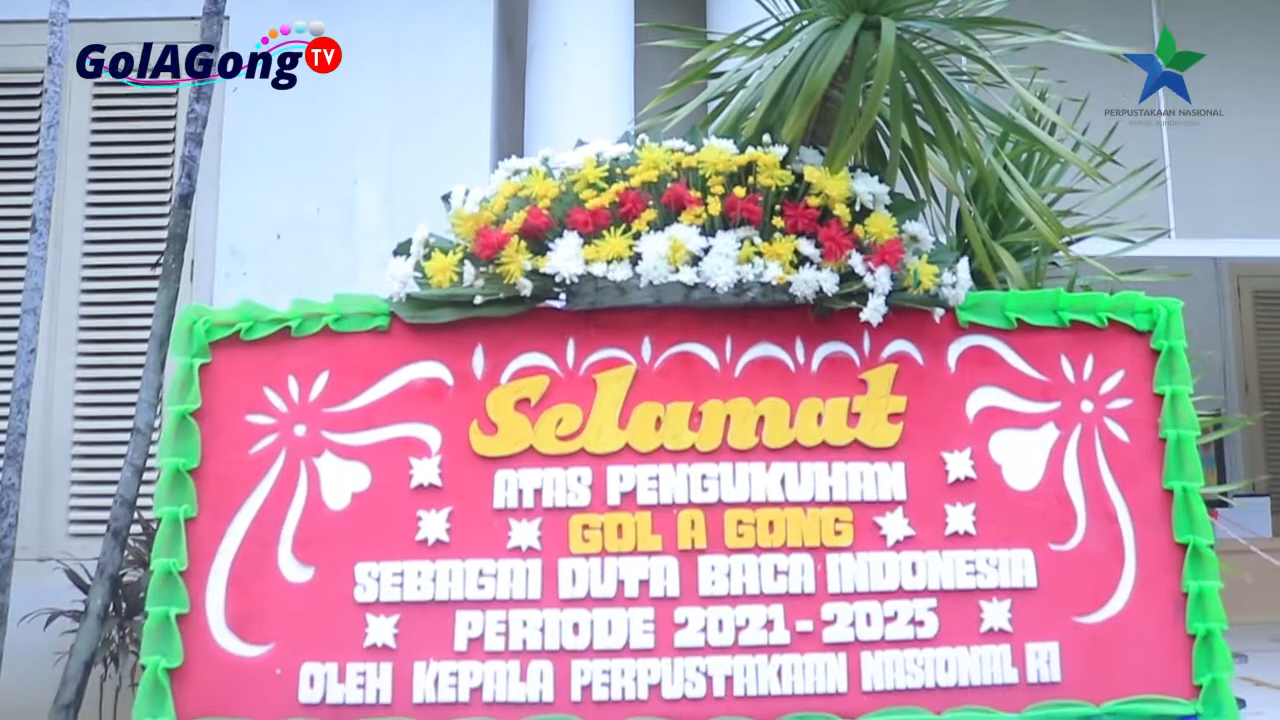 GolAGong TV
PERPUSTAKAAN NASIONAL
Selamat
ATAS PENGUKUHAN
GOL A GONG
SEBAGAI DUTA BACA INDONESIA
PERIODE 2021-2025
OLEH KEPALA PERPUSTAKAAN NASIONAL RI